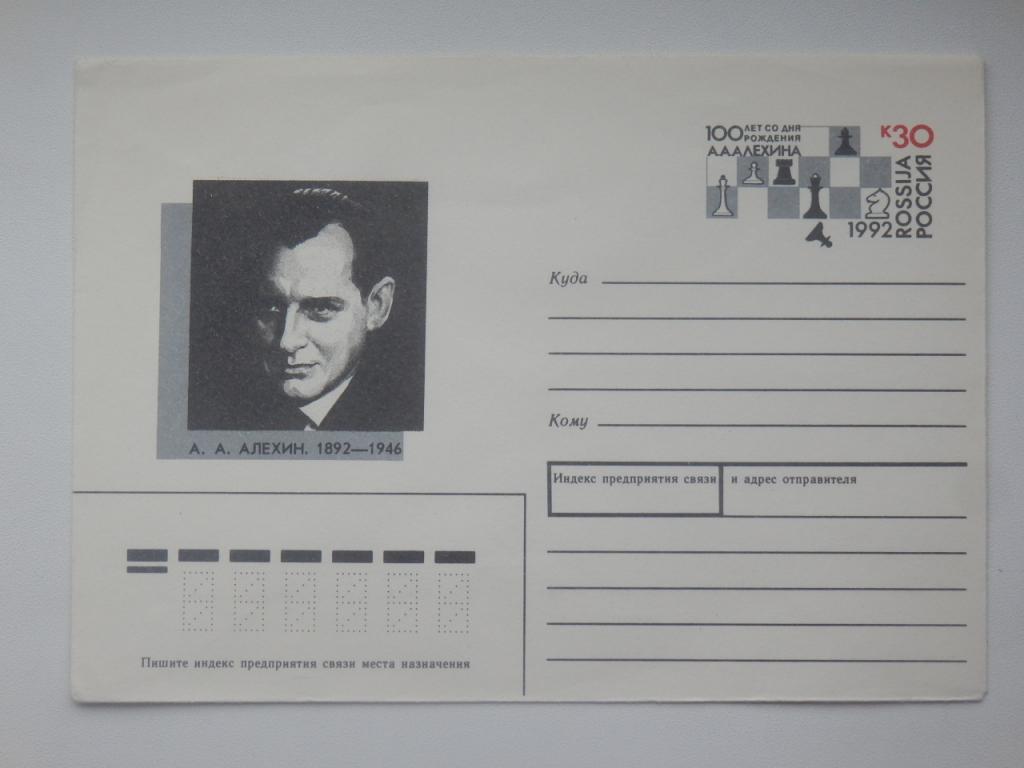 100 ЛЕТ СО ДНЯ
РОЖДЕНИЯ
А.А.АЛЕХИНА
к30
ROSSIJA
РОССИЯ
1992
А. А. АЛЕХИН. 1892—1946
Куда
Кому
Индекс предприятия связи и адрес отправителя
Пишите индекс предприятия связи места назначения